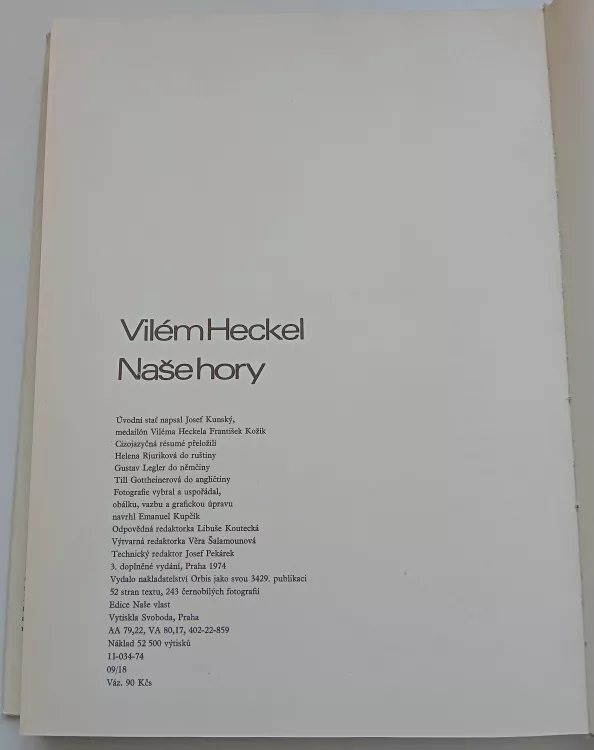 Vilém Heckel
Naše hory
Úvodní stať napsal Josef Kunský,
medailón Viléma Heckela František Kožík
Cizojazyčná résumé přeložili
Helena Rjuriková do ruštiny
Gustav Legler do němčiny
Till Gottheinerová do angličtiny
Fotografie vybral a uspořádal,
obálku, vazbu a grafickou úpravu
navrhl Emanuel Kupčík
Odpovědná redaktorka Libuše Koutecká
Výtvarná redaktorka Věra Šalamounová
Technický redaktor Josef Pekárek
3. doplněné vydání, Praha 1974
Vydalo nakladatelství Orbis jako svou 3429. publikaci
52 stran textu, 243 černobílých fotografií
Edice Naše vlast
Vytiskla Svoboda, Praha
AA 79,22, VA 80,17, 402-22-859
Náklad 52 500 výtisků
11-034-74
09/18
Váz. 90 Kčs